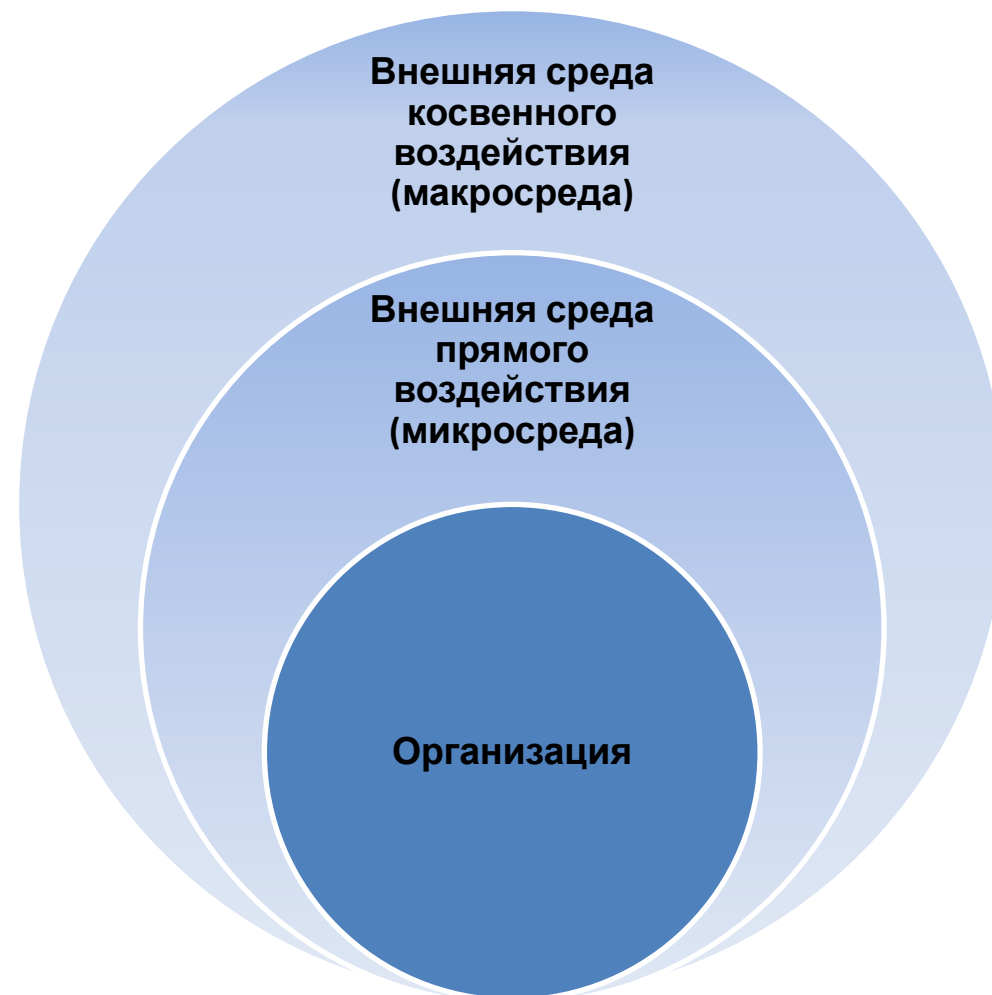 Внешняя среда
косвенного
воздействия
(макросреда)
Внешняя среда
прямого
воздействия
(микросреда)
Организация